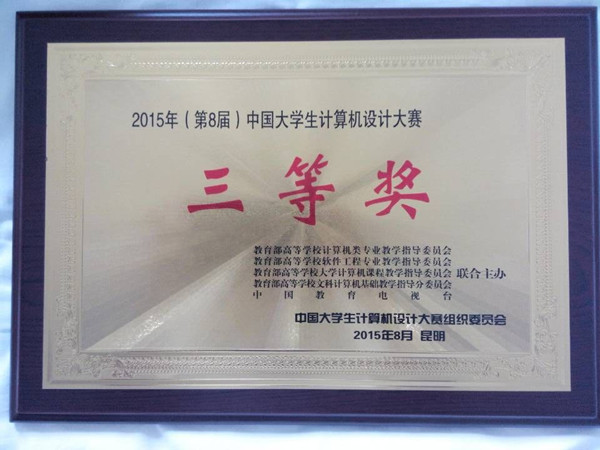 2015年（第8届）中国大学生计算机设计大赛
三等奖
教育部高等学校计算机类专业教学指导委员会
教育部高等学校软件工程专业教学指导委员会
教育部高等学校大学计算机课程教学指导委员会 联合主办
教育部高等学校文科计算机基础教学指导分委员会
中国教育电视台
中国大学生计算机设计大赛组织委员会
2015年8月 昆明